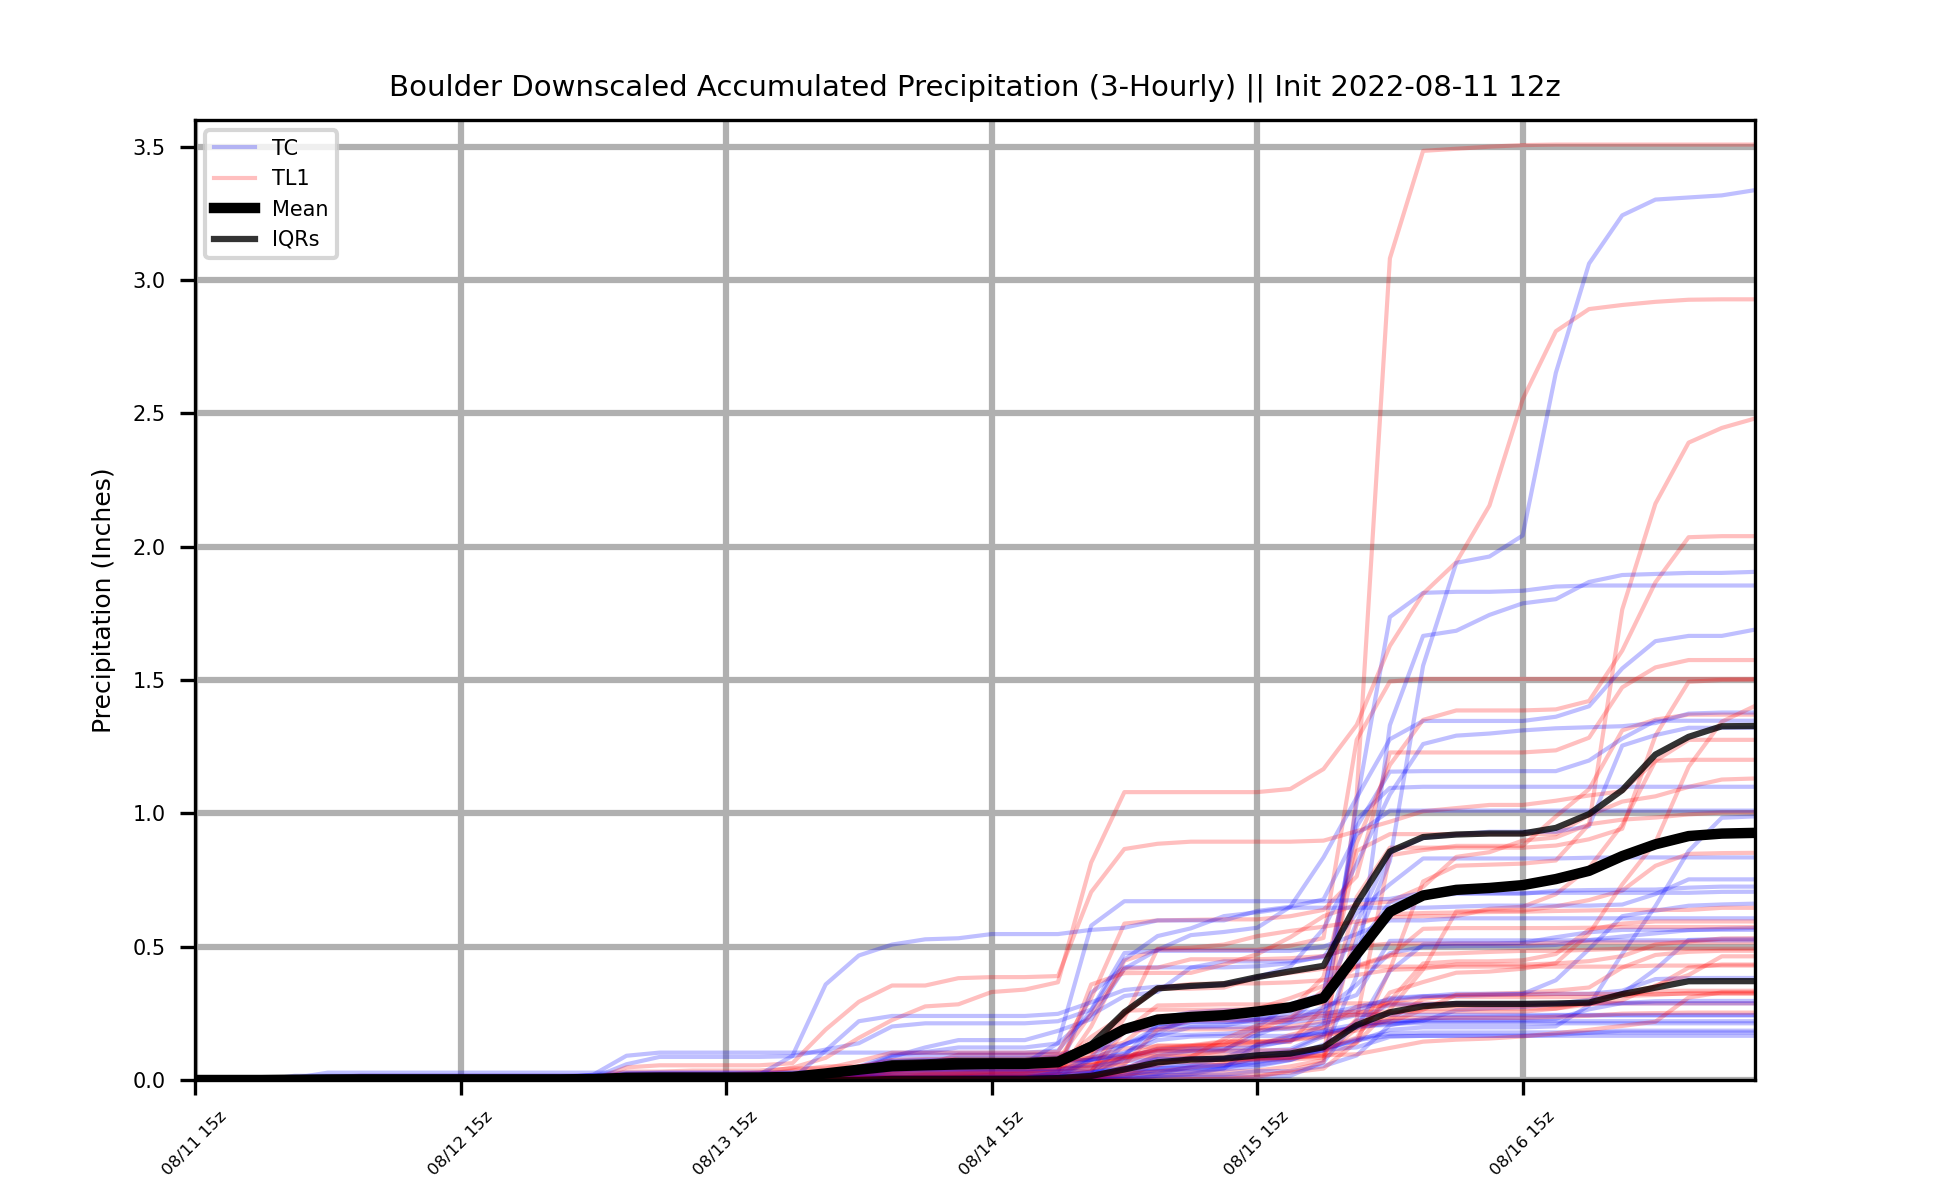 Boulder Downscaled Accumulated Precipitation (3-Hourly) || Init 2022-08-11 12z
TC
TL1
Mean
IQRs
Precipitation (Inches)
3.5
3.0
2.5
2.0
1.5
1.0
0.5
0.0
08/11 15z
08/12 15z
08/13 15z
08/14 15z
08/15 15z
08/16 15z